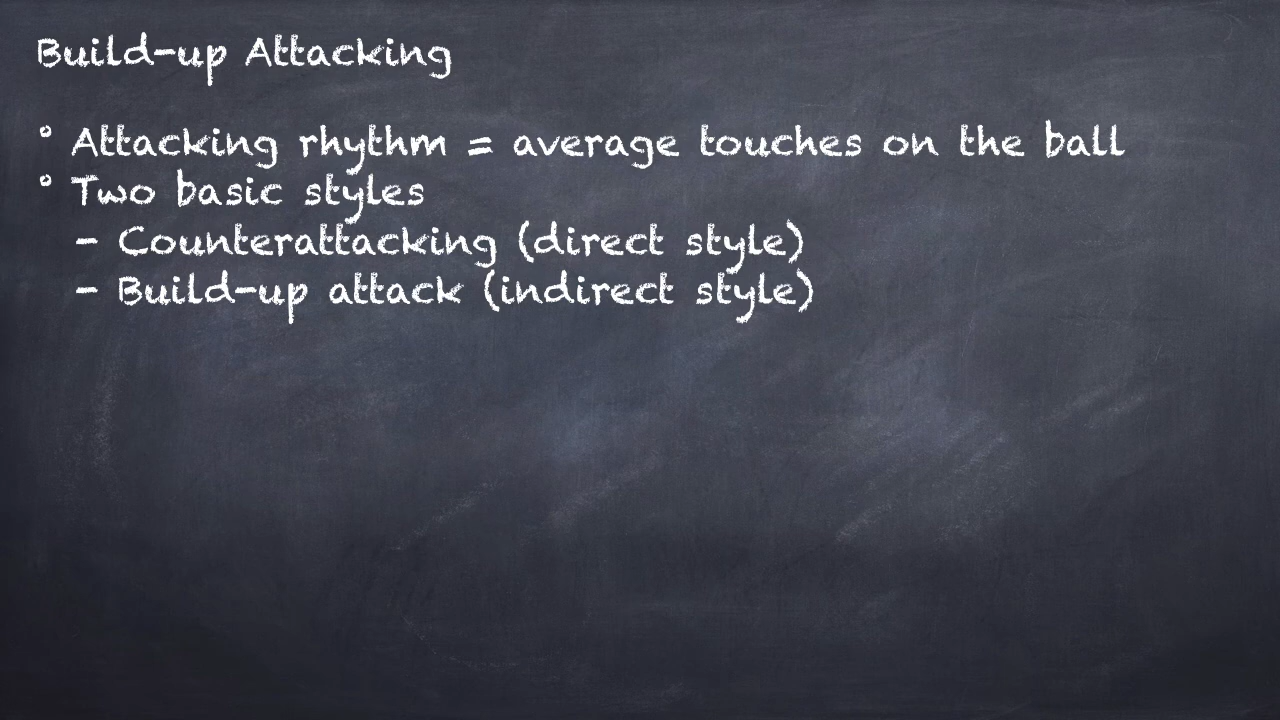 Build-up Attacking
° Attacking rhythm = average touches on the ball
° Two basic styles
- Counterattacking (direct style)
- Build-up attack (indirect style)